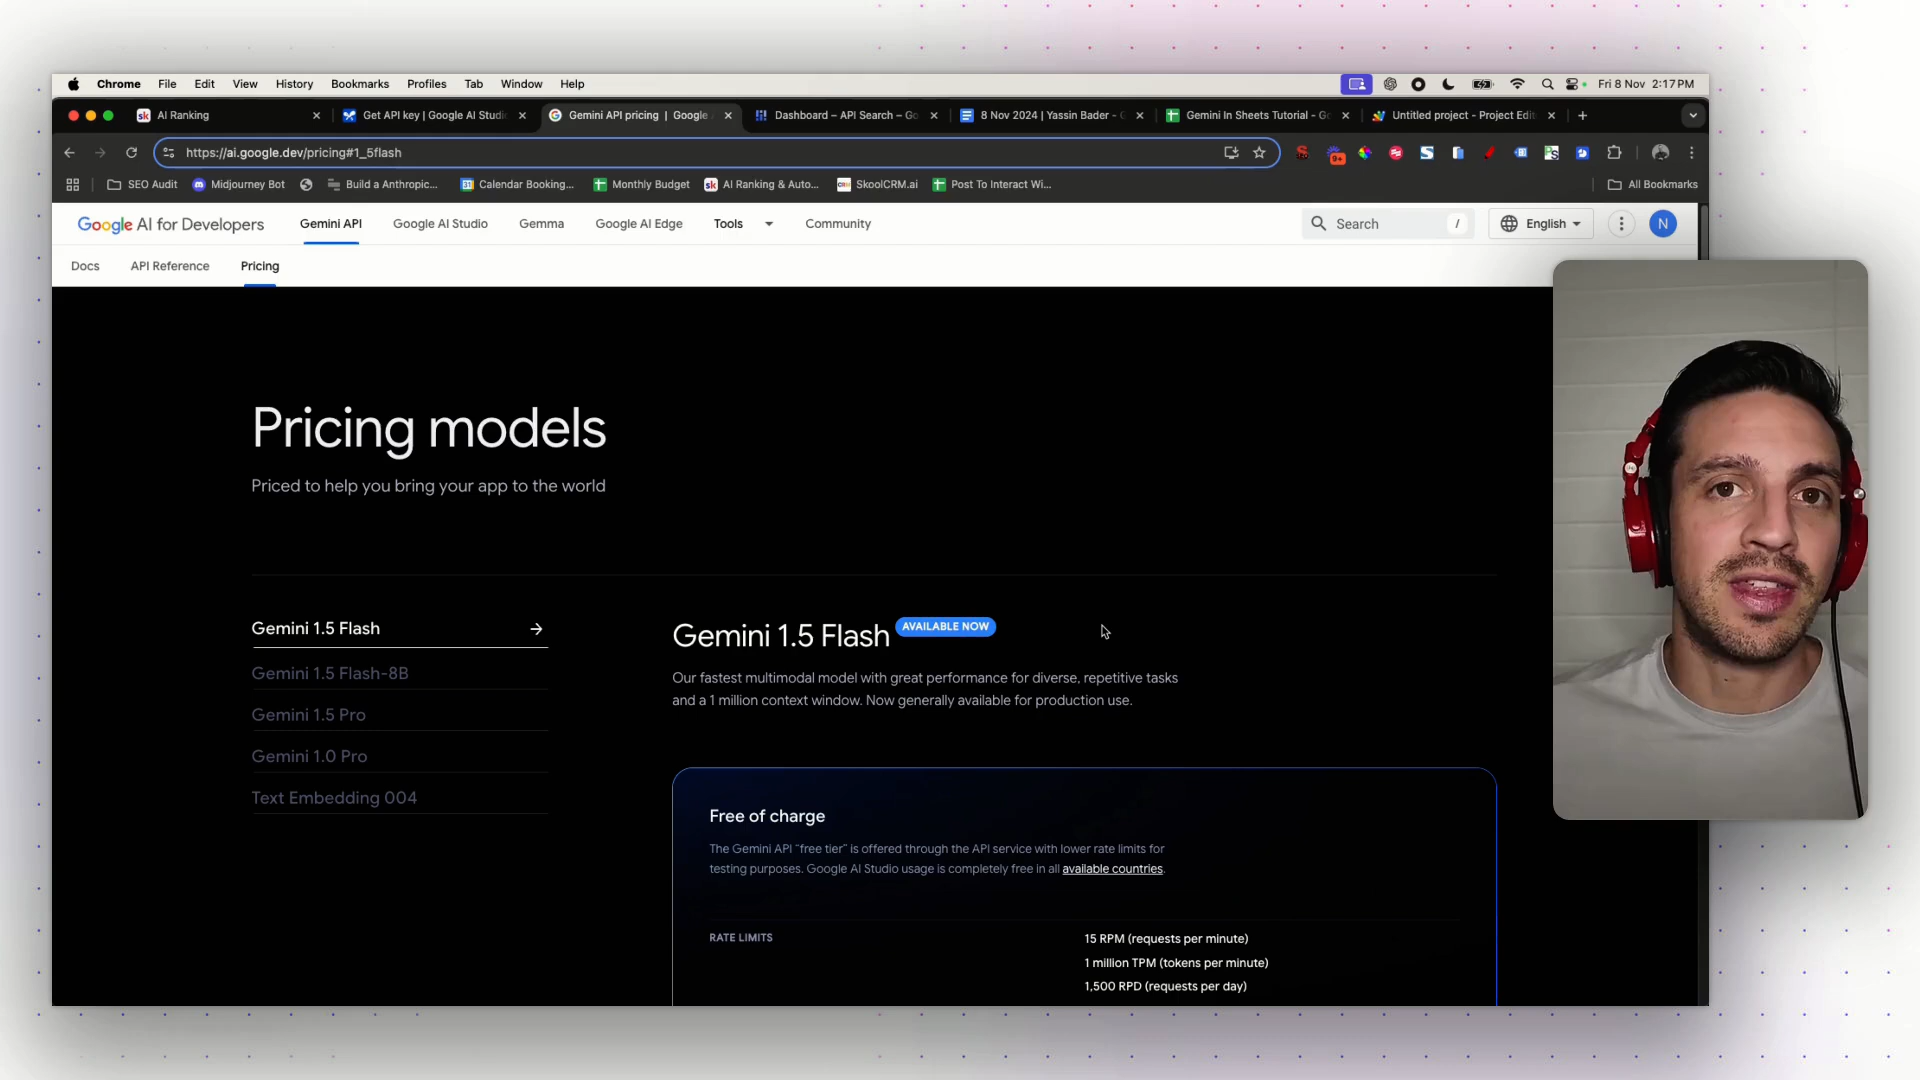 Chrome File Edit View History Bookmarks Profiles Tab Window Help Fri 8 Nov 2:17 PM
AI Ranking Get API key | Google AI Studi Gemini API pricing | Google Dashboard – API Search – Go 8 Nov 2024 | Yassin Bader - G Gemini In Sheets Tutorial - Go Untitled project - Project Edit
https://ai.google.dev/pricing#1_5flash 9+
SEO Audit Midjourney Bot Build a Anthropic... Calendar Booking... Monthly Budget AI Ranking & Auto... SkoolCRM.ai Post To Interact Wi... All Bookmarks
Google AI for Developers Gemini API Google AI Studio Gemma Google AI Edge Tools Community Search / English N
Docs API Reference Pricing
Pricing models
Priced to help you bring your app to the world
Gemini 1.5 Flash
Gemini 1.5 Flash-8B
Gemini 1.5 Pro
Gemini 1.0 Pro
Text Embedding 004
Gemini 1.5 Flash AVAILABLE NOW
Our fastest multimodal model with great performance for diverse, repetitive tasks
and a 1 million context window. Now generally available for production use.
Free of charge
The Gemini API “free tier” is offered through the API service with lower rate limits for
testing purposes. Google AI Studio usage is completely free in all available countries.
RATE LIMITS
15 RPM (requests per minute)
1 million TPM (tokens per minute)
1,500 RPD (requests per day)